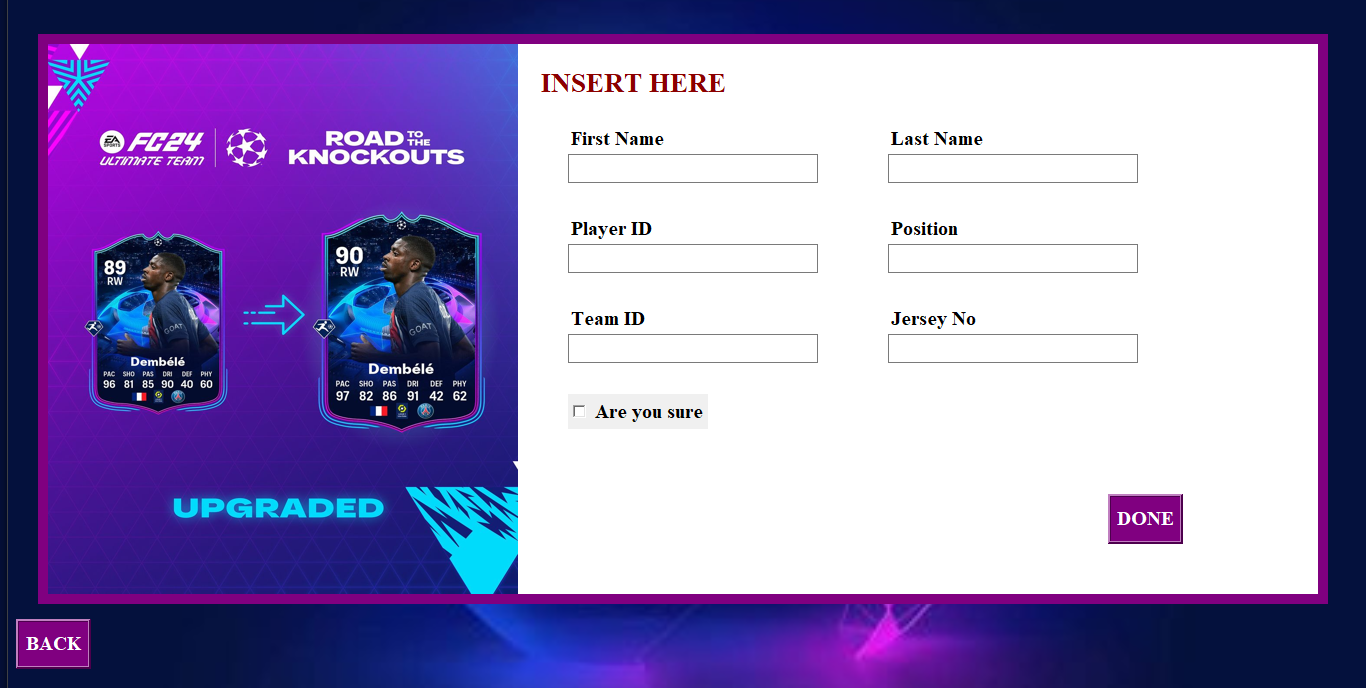 INSERT HERE
First Name
Last Name
Player ID
Position
Team ID
Jersey No
Are you sure
DONE
BACK
EA SPORTS FC24
ULTIMATE TEAM
ROAD TO THE
KNOCKOUTS
89
RW
GOAT
Dembélé
PAC SHO PAS DRI DEF PHY
96 81 85 90 40 60
90
RW
GOAT
Dembélé
PAC SHO PAS DRI DEF PHY
97 82 86 91 42 62
UPGRADED